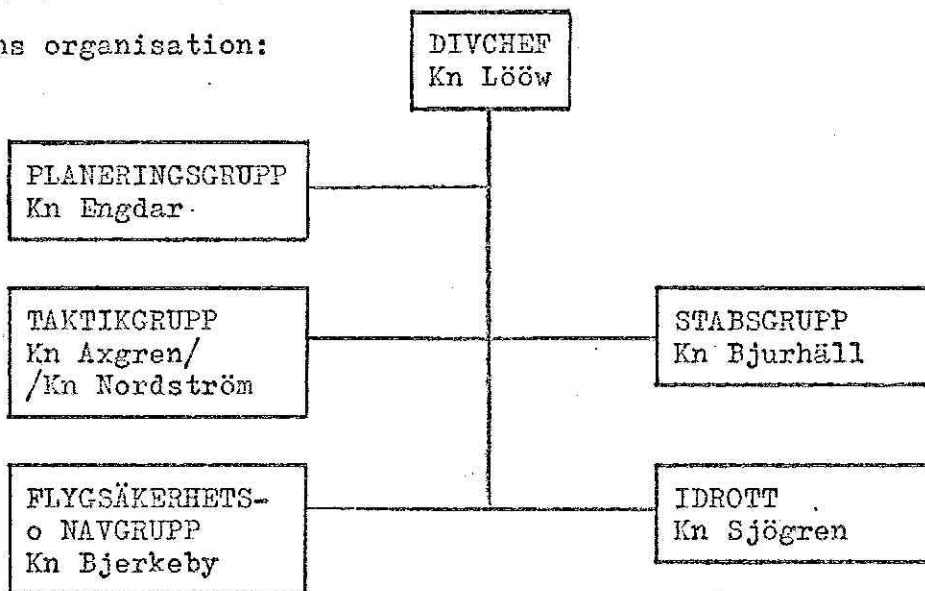 organisation:
DIVCHEF
Kn Lööw
PLANERINGSGRUPP
Kn Engdar
TAKTIKGRUPP
Kn Axgren/
/Kn Nordström
STABSGRUPP
Kn Bjurhäll
FLYGSÄKERHETS-
o NAVGRUPP
Kn Bjerkeby
IDROTT
Kn Sjögren